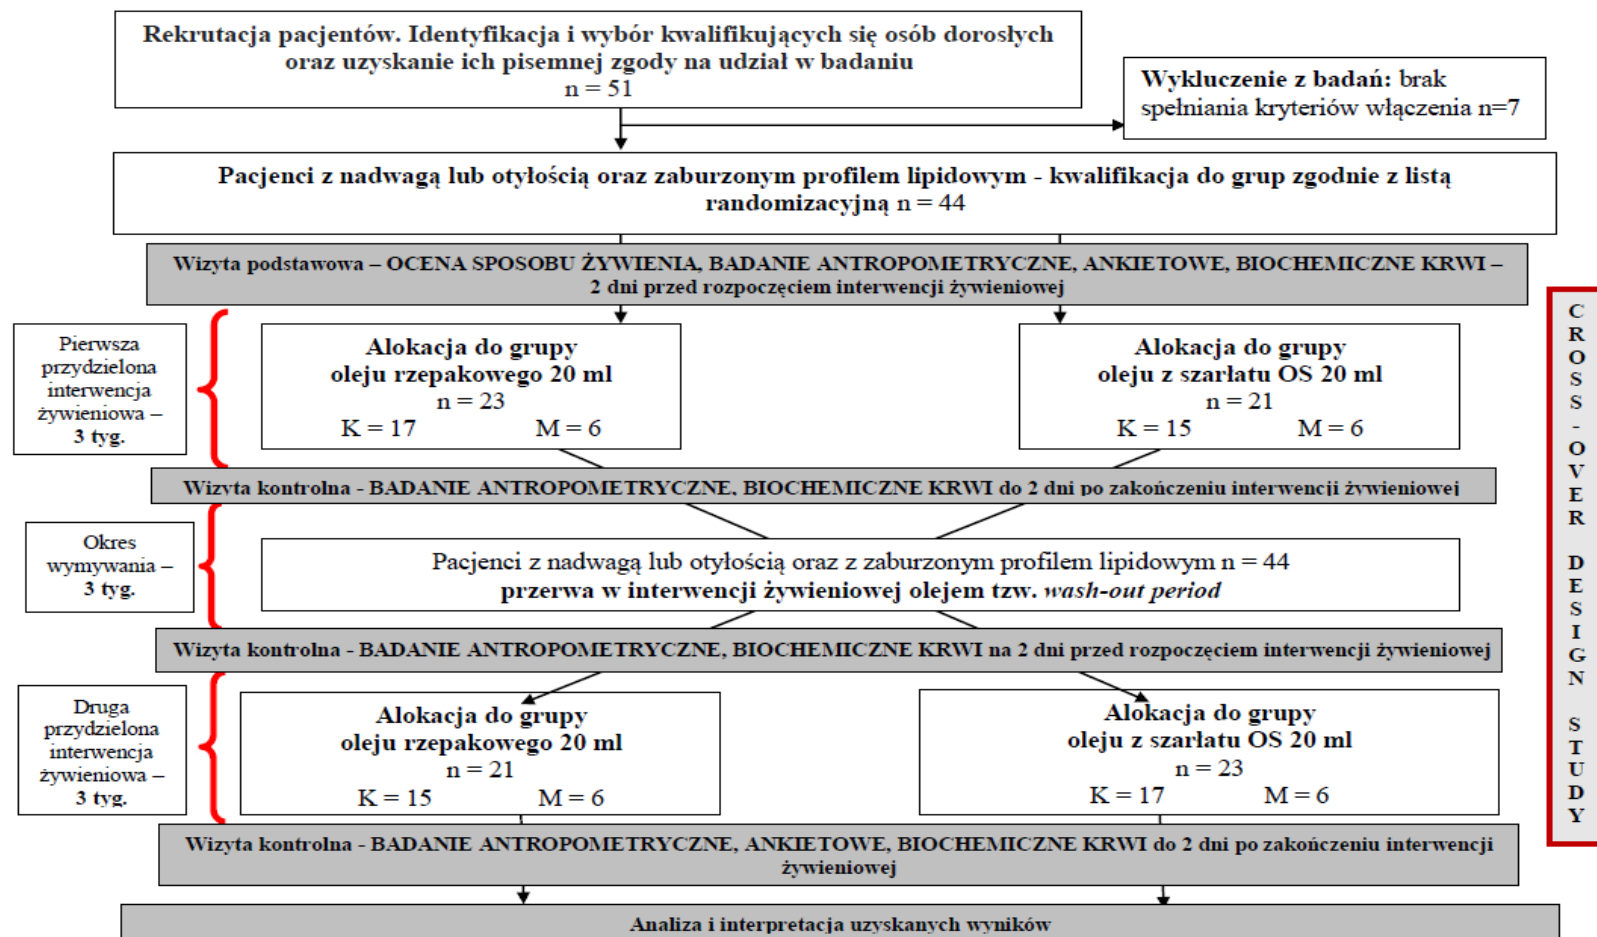 Rekrutacja pacjentów. Identyfikacja i wybór kwalifikujących się osób dorosłych
oraz uzyskanie ich pisemnej zgody na udział w badaniu
n = 51
Wykluczenie z badań: brak
spełniania kryteriów włączenia n=7
Pacjenci z nadwagą lub otyłością oraz zaburzonym profilem lipidowym - kwalifikacja do grup zgodnie z listą
randomizacyjną n = 44
Wizyta podstawowa – OCENA SPOSOBU ŻYWIENIA, BADANIE ANTROPOMETRYCZNE, ANKIETOWE, BIOCHEMICZNE KRWI –
2 dni przed rozpoczęciem interwencji żywieniowej
Pierwsza
przydzielona
interwencja
żywieniowa –
3 tyg.
Alokacja do grupy
oleju rzepakowego 20 ml
n = 23
K = 17 M = 6
Alokacja do grupy
oleju z szarłatu OS 20 ml
n = 21
K = 15 M = 6
Wizyta kontrolna - BADANIE ANTROPOMETRYCZNE, BIOCHEMICZNE KRWI do 2 dni po zakończeniu interwencji żywieniowej
Okres
wymywania –
3 tyg.
Pacjenci z nadwagą lub otyłością oraz z zaburzonym profilem lipidowym n = 44
przerwa w interwencji żywieniowej olejem tzw. wash-out period
Wizyta kontrolna - BADANIE ANTROPOMETRYCZNE, BIOCHEMICZNE KRWI na 2 dni przed rozpoczęciem interwencji żywieniowej
Druga
przydzielona
interwencja
żywieniowa –
3 tyg.
Alokacja do grupy
oleju rzepakowego 20 ml
n = 21
K = 15 M = 6
Alokacja do grupy
oleju z szarłatu OS 20 ml
n = 23
K = 17 M = 6
Wizyta kontrolna - BADANIE ANTROPOMETRYCZNE, ANKIETOWE, BIOCHEMICZNE KRWI do 2 dni po zakończeniu interwencji
żywieniowej
Analiza i interpretacja uzyskanych wyników
CROSS-OVER DESIGN STUDY